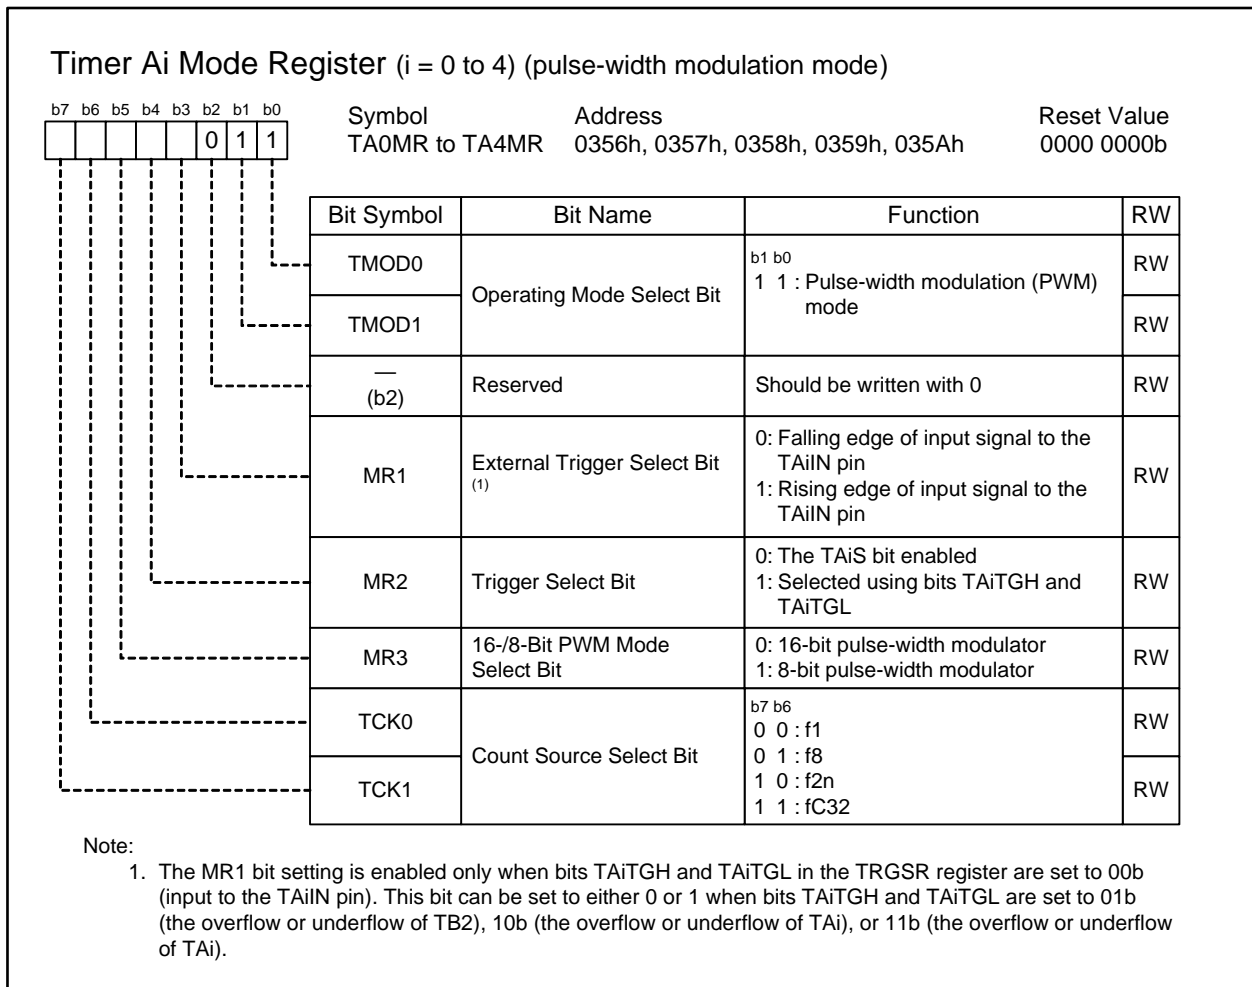 Timer Ai Mode Register (i = 0 to 4) (pulse-width modulation mode)
b7 b6 b5 b4 b3 b2 b1 b0
0 1 1
Symbol Address Reset Value
TA0MR to TA4MR 0356h, 0357h, 0358h, 0359h, 035Ah 0000 0000b
Bit Symbol Bit Name Function RW
TMOD0
TMOD1
Operating Mode Select Bit
b1 b0
1 1 : Pulse-width modulation (PWM)
mode
RW
RW
—
(b2)
Reserved
Should be written with 0
RW
MR1
External Trigger Select Bit
(1)
0: Falling edge of input signal to the
TAiIN pin
1: Rising edge of input signal to the
TAiIN pin
RW
MR2
Trigger Select Bit
0: The TAiS bit enabled
1: Selected using bits TAiTGH and
TAiTGL
RW
MR3
16-/8-Bit PWM Mode
Select Bit
0: 16-bit pulse-width modulator
1: 8-bit pulse-width modulator
RW
TCK0
TCK1
Count Source Select Bit
b7 b6
0 0 : f1
0 1 : f8
1 0 : f2n
1 1 : fC32
RW
RW
Note:
1. The MR1 bit setting is enabled only when bits TAiTGH and TAiTGL in the TRGSR register are set to 00b
(input to the TAiIN pin). This bit can be set to either 0 or 1 when bits TAiTGH and TAiTGL are set to 01b
(the overflow or underflow of TB2), 10b (the overflow or underflow of TAi), or 11b (the overflow or underflow
of TAi).